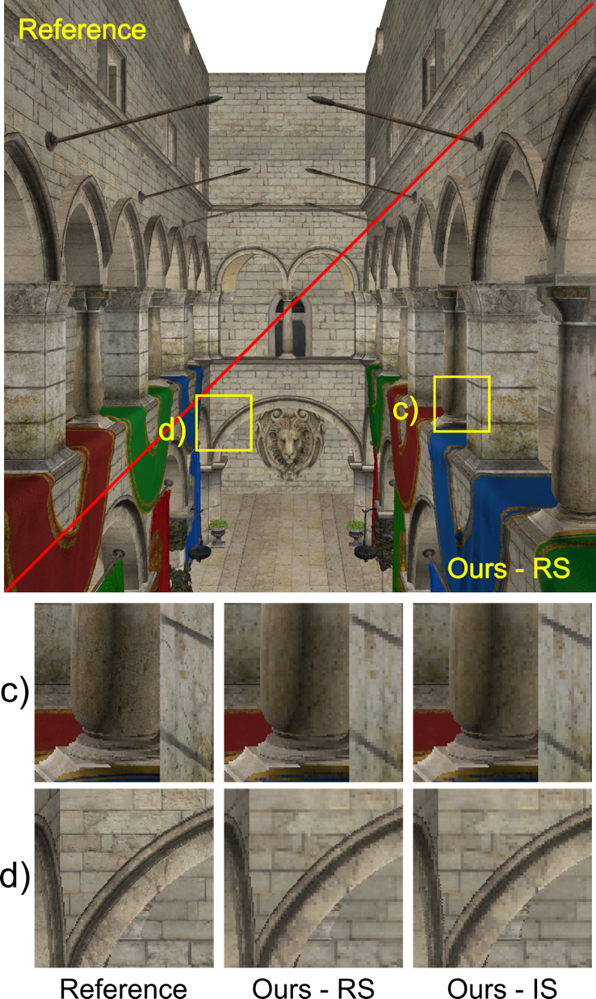 Reference
c)
d)
Ours - RS
c)
d)
Reference Ours - RS Ours - IS